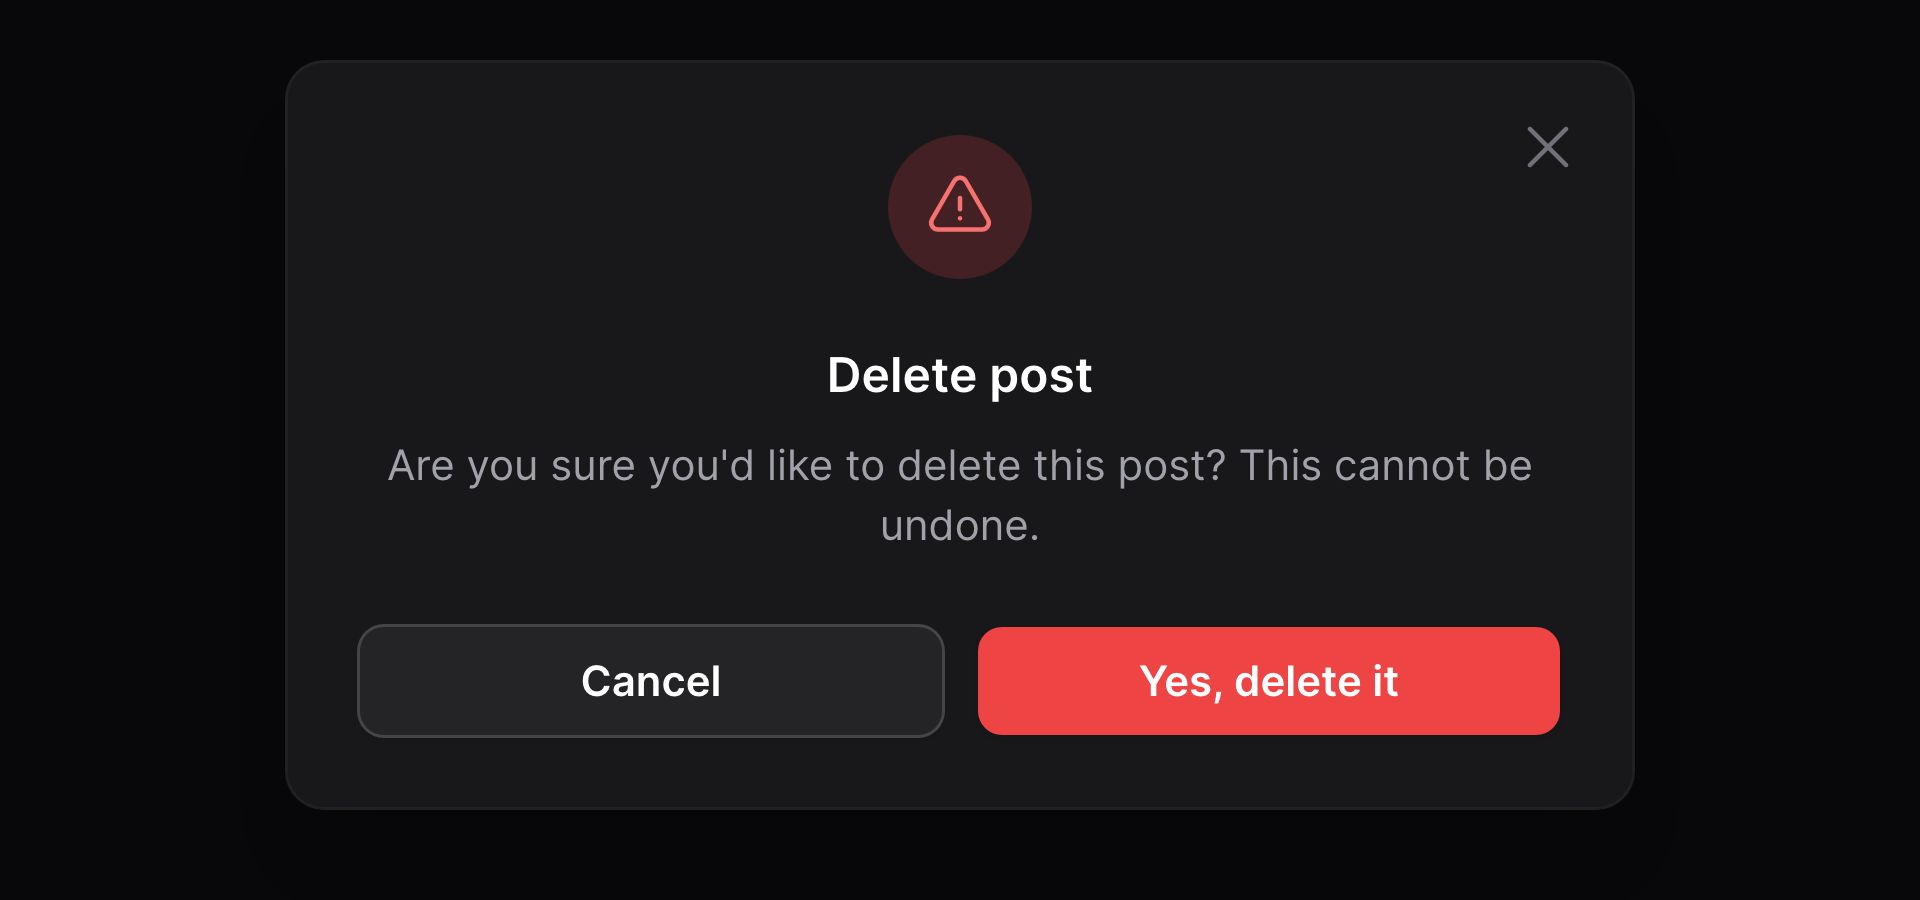 Delete post
Are you sure you'd like to delete this post? This cannot be
undone.
Cancel
Yes, delete it